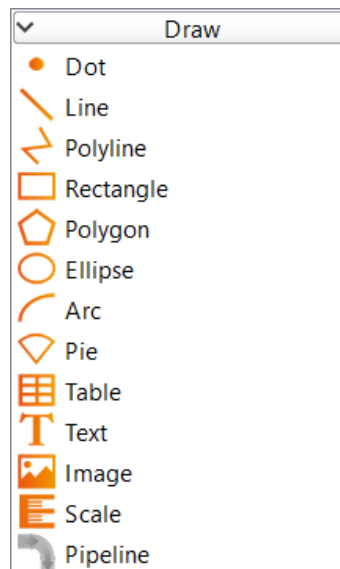 Draw
Dot
Line
Polyline
Rectangle
Polygon
Ellipse
Arc
Pie
Table
Text
Image
Scale
Pipeline